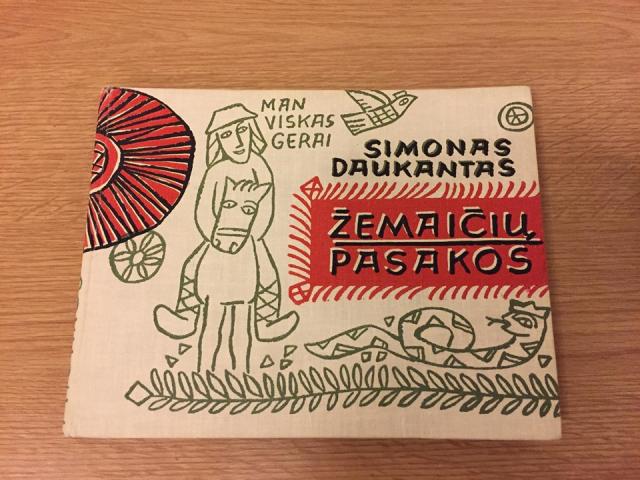 MAN
VISKAS
GERAI
SIMONAS
DAUKANTAS
ŽEMAIČIŲ
PASAKOS